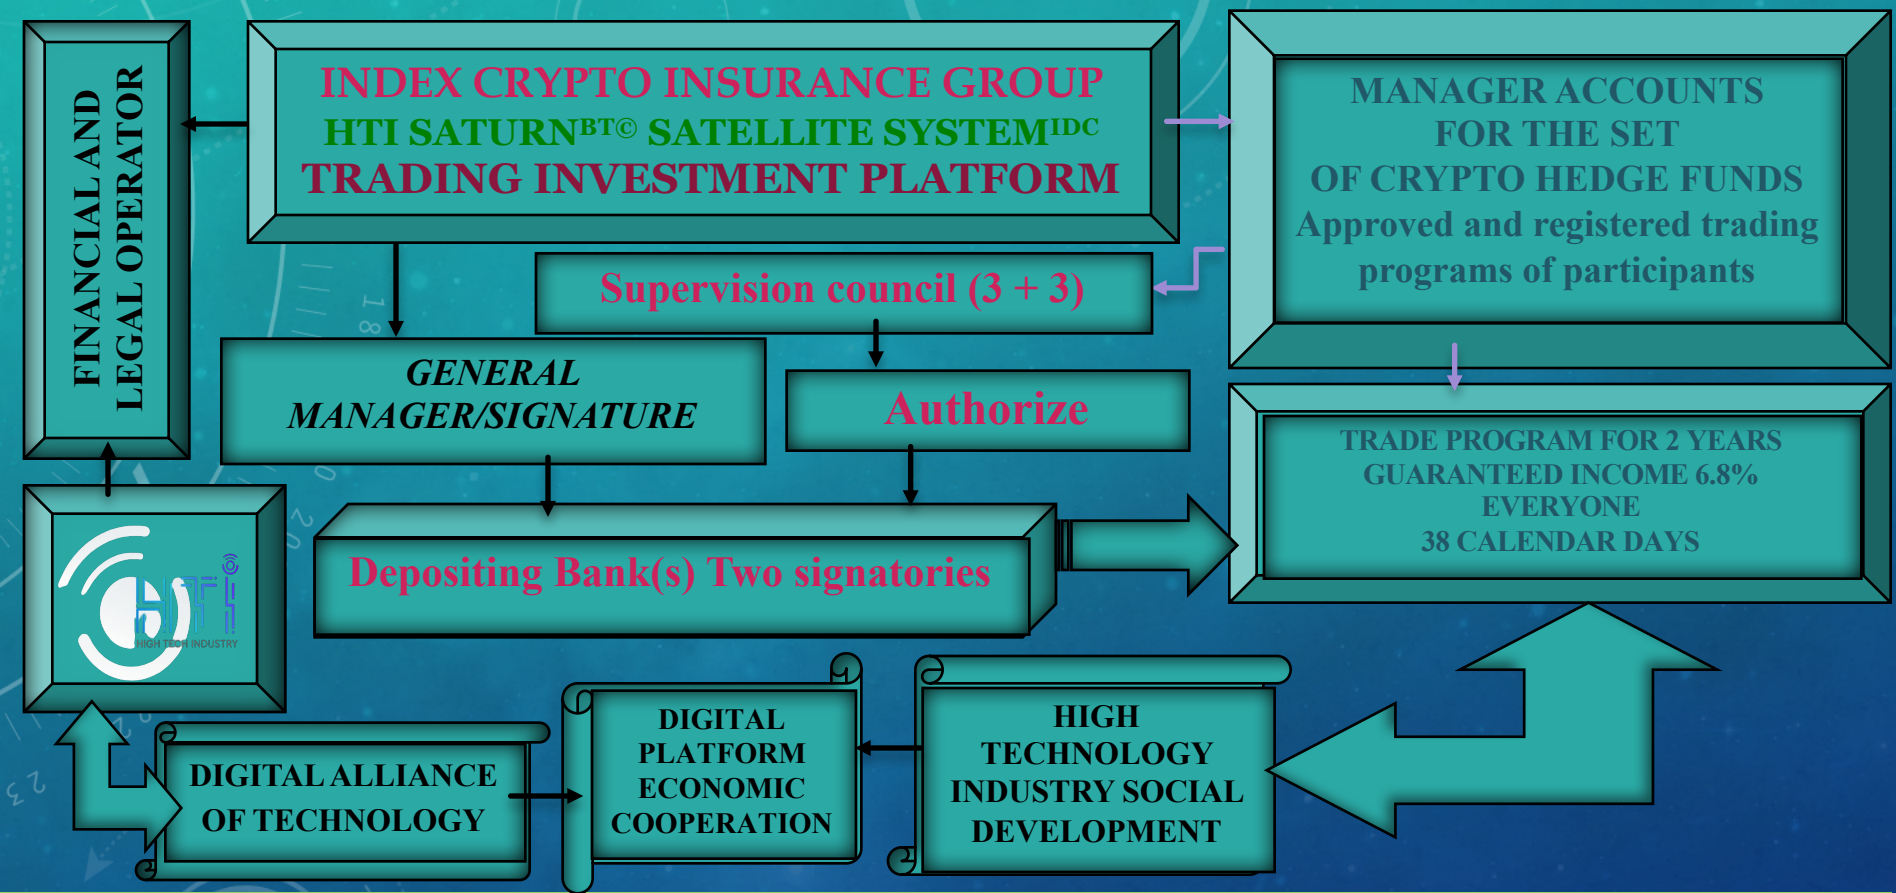 FINANCIAL AND
LEGAL OPERATOR
INDEX CRYPTO INSURANCE GROUP
HTI SATURNᴮᵀ© SATELLITE SYSTEMᴵᴰᶜ
TRADING INVESTMENT PLATFORM
MANAGER ACCOUNTS
FOR THE SET
OF CRYPTO HEDGE FUNDS
Approved and registered trading
programs of participants
Supervision council (3 + 3)
GENERAL
MANAGER/SIGNATURE
Authorize
TRADE PROGRAM FOR 2 YEARS
GUARANTEED INCOME 6.8%
EVERYONE
38 CALENDAR DAYS
Depositing Bank(s) Two signatories
HTI
HIGH TECH INDUSTRY
DIGITAL ALLIANCE
OF TECHNOLOGY
DIGITAL
PLATFORM
ECONOMIC
COOPERATION
HIGH
TECHNOLOGY
INDUSTRY SOCIAL
DEVELOPMENT